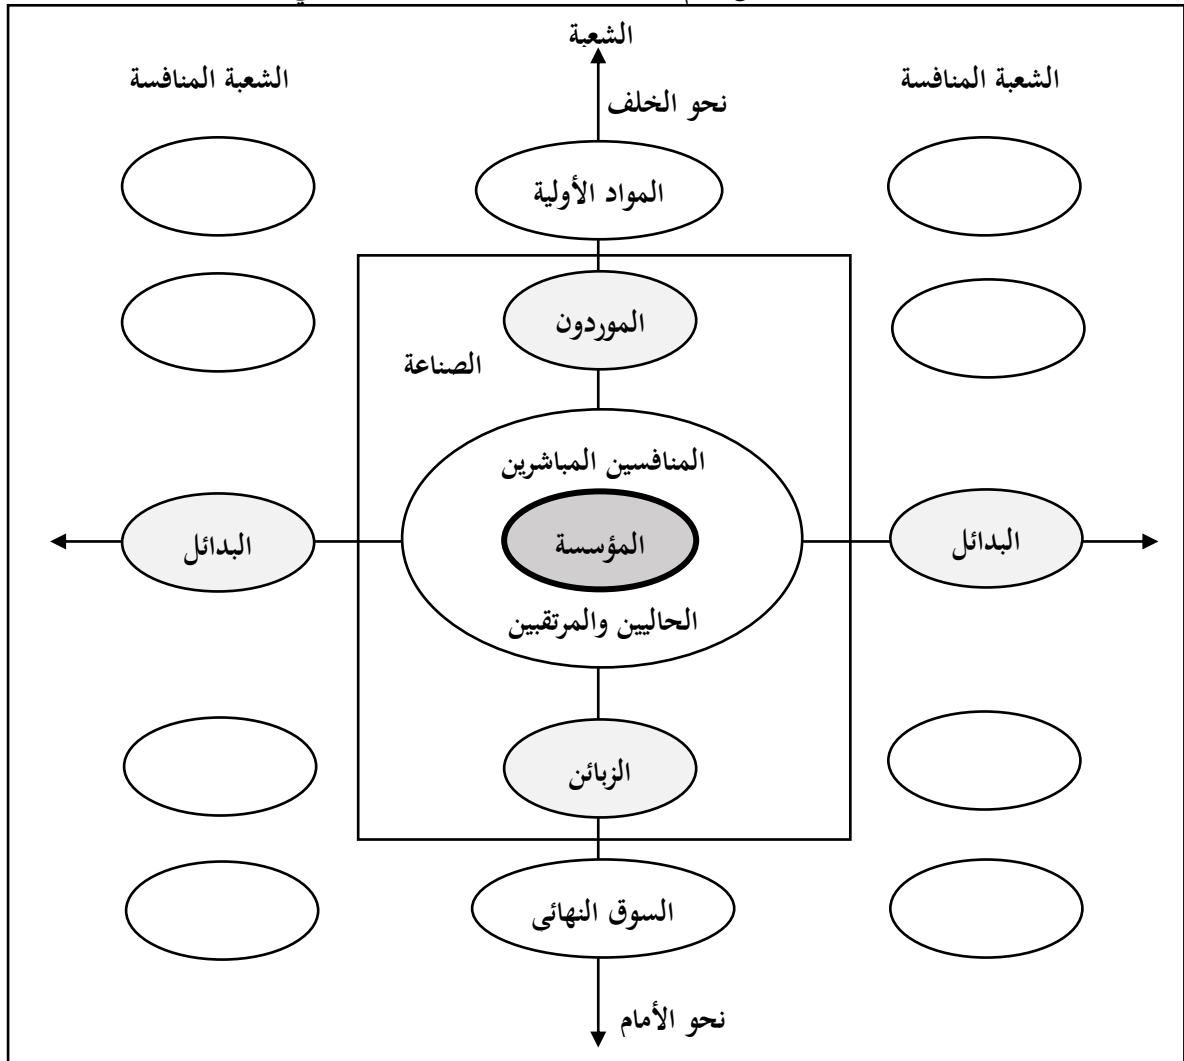 الشعبة
الشعبة المنافسة
الشعبة المنافسة
نحو الخلف
المواد الأولية
الموردون
الصناعة
المنافسين المباشرين
البدائل
المؤسسة
البدائل
الحاليين والمرتقبين
الزبائن
السوق النهائى
نحو الأمام